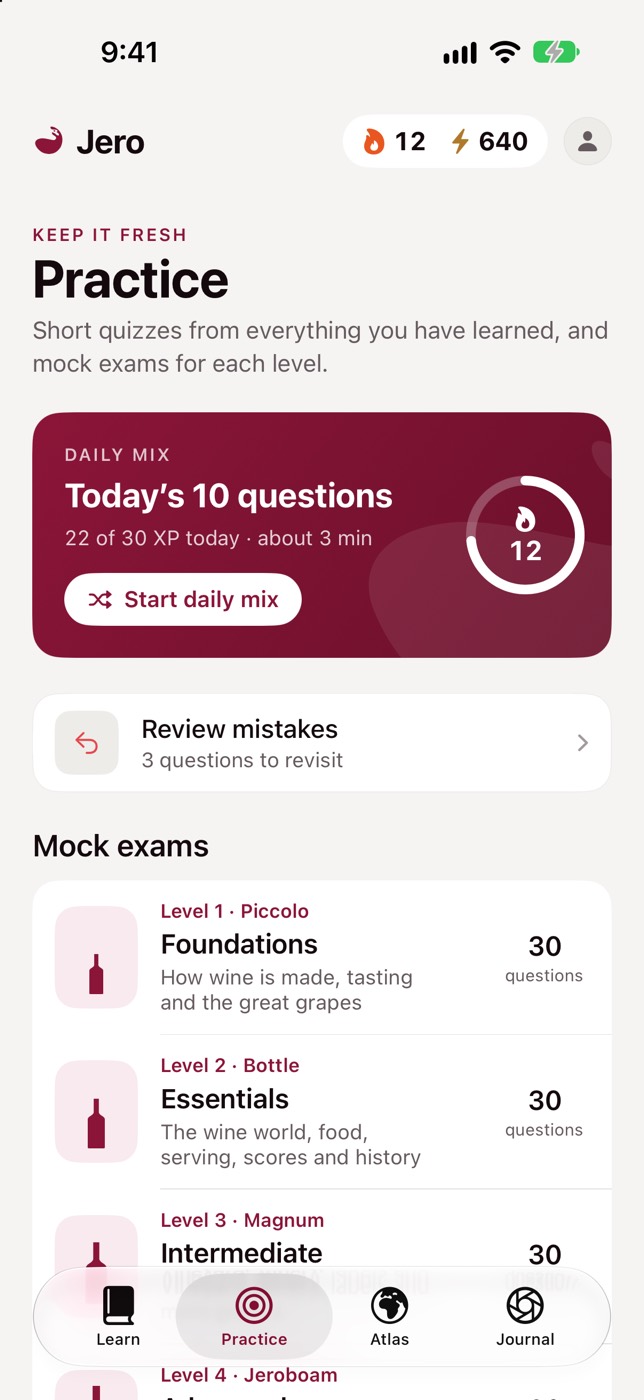 9:41
Jero
12
640
KEEP IT FRESH
Practice
Short quizzes from everything you have learned, and
mock exams for each level.
DAILY MIX
Today’s 10 questions
22 of 30 XP today · about 3 min
12
Start daily mix
Review mistakes
3 questions to revisit
Mock exams
Level 1 · Piccolo
Foundations
How wine is made, tasting
and the great grapes
30
questions
Level 2 · Bottle
Essentials
The wine world, food,
serving, scores and history
30
questions
Level 3 · Magnum
Intermediate
30
Learn
Practice
Atlas
Journal
Level 4 · Jeroboam